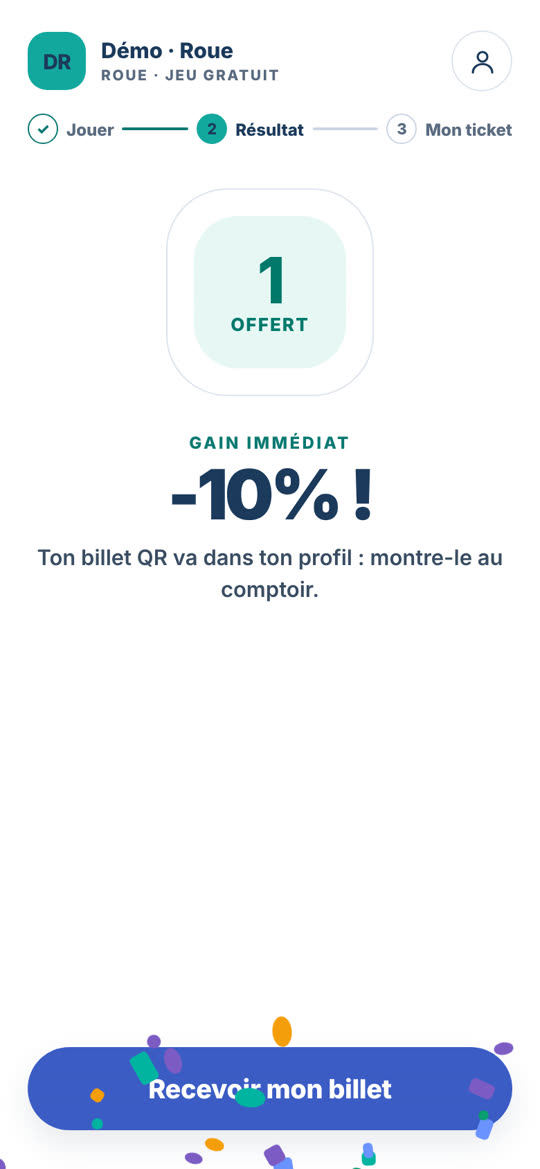 DR
Démo · Roue
ROUE · JEU GRATUIT
Jouer
2 Résultat
3 Mon ticket
1
OFFERT
GAIN IMMÉDIAT
-10% !
Ton billet QR va dans ton profil : montre-le au
comptoir.
Recevoir mon billet